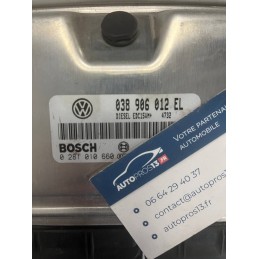 038 906 012 EL
DIESEL EDC15VM+ 4782
BOSCH
0 281 010 660
VOTRE PARTENAIRE
AUTOMOBILE
AUTOPROS13.FR
06 64 29 40 37
contact@autopros13
autopros13.fr